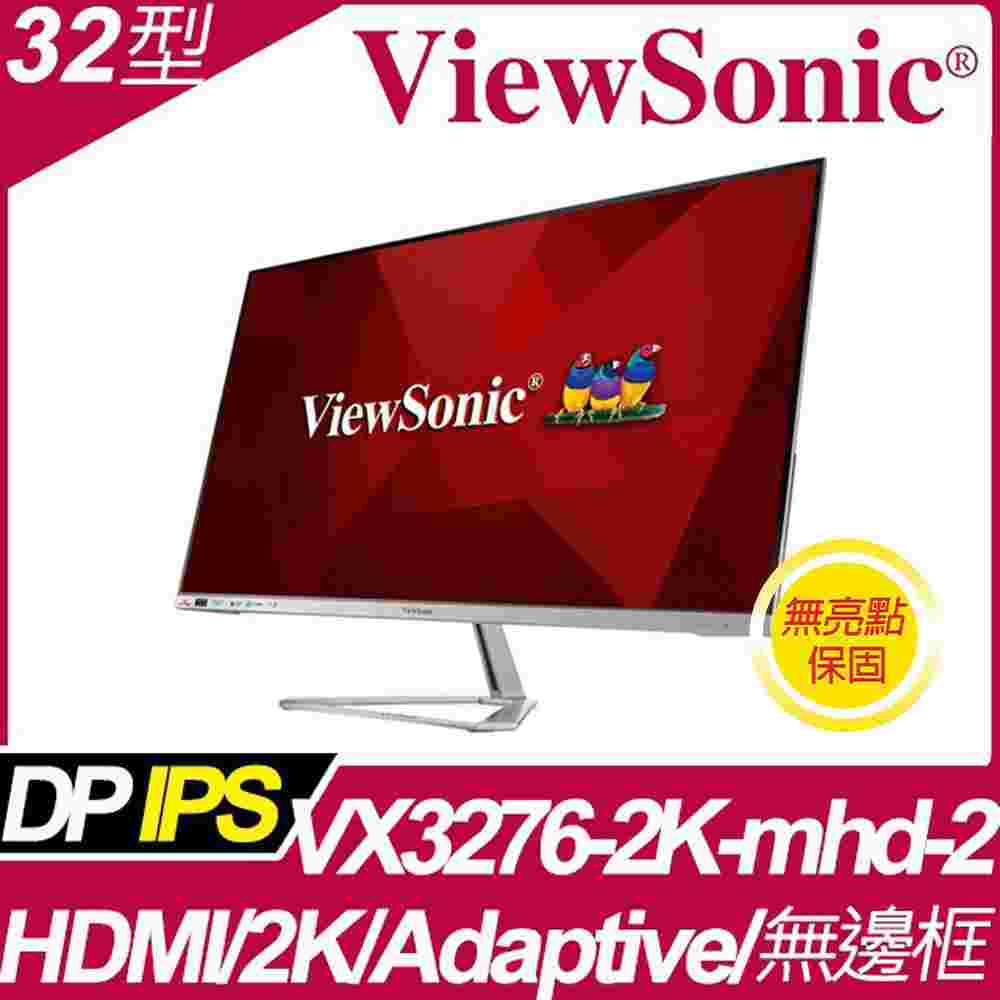 32型
ViewSonic®
ViewSonic®
ViewSonic
無亮點
保固
DP IPS
VX3276-2K-mhd-2
HDMI/2K/Adaptive/無邊框